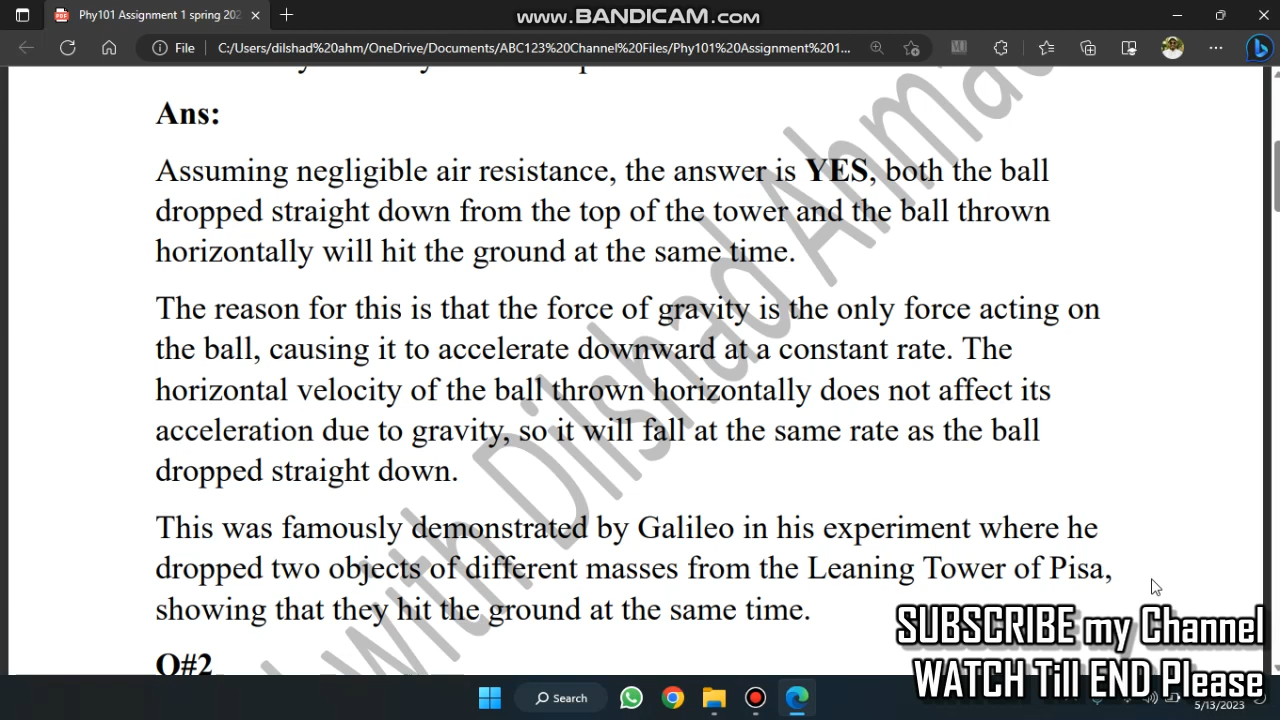 www.BANDICAM.com
Phy101 Assignment 1 spring 202
File
C:/Users/dilshad%20ahm/OneDrive/Documents/ABC123%20Channel%20Files/Phy101%20Assignment%201...
Ans:
Assuming negligible air resistance, the answer is YES, both the ball
dropped straight down from the top of the tower and the ball thrown
horizontally will hit the ground at the same time.
The reason for this is that the force of gravity is the only force acting on
the ball, causing it to accelerate downward at a constant rate. The
horizontal velocity of the ball thrown horizontally does not affect its
acceleration due to gravity, so it will fall at the same rate as the ball
dropped straight down.
This was famously demonstrated by Galileo in his experiment where he
dropped two objects of different masses from the Leaning Tower of Pisa,
showing that they hit the ground at the same time.
Q#2
with Dilshad Ahmad
SUBSCRIBE my Channel
WATCH Till END Please
Search
5/13/2023